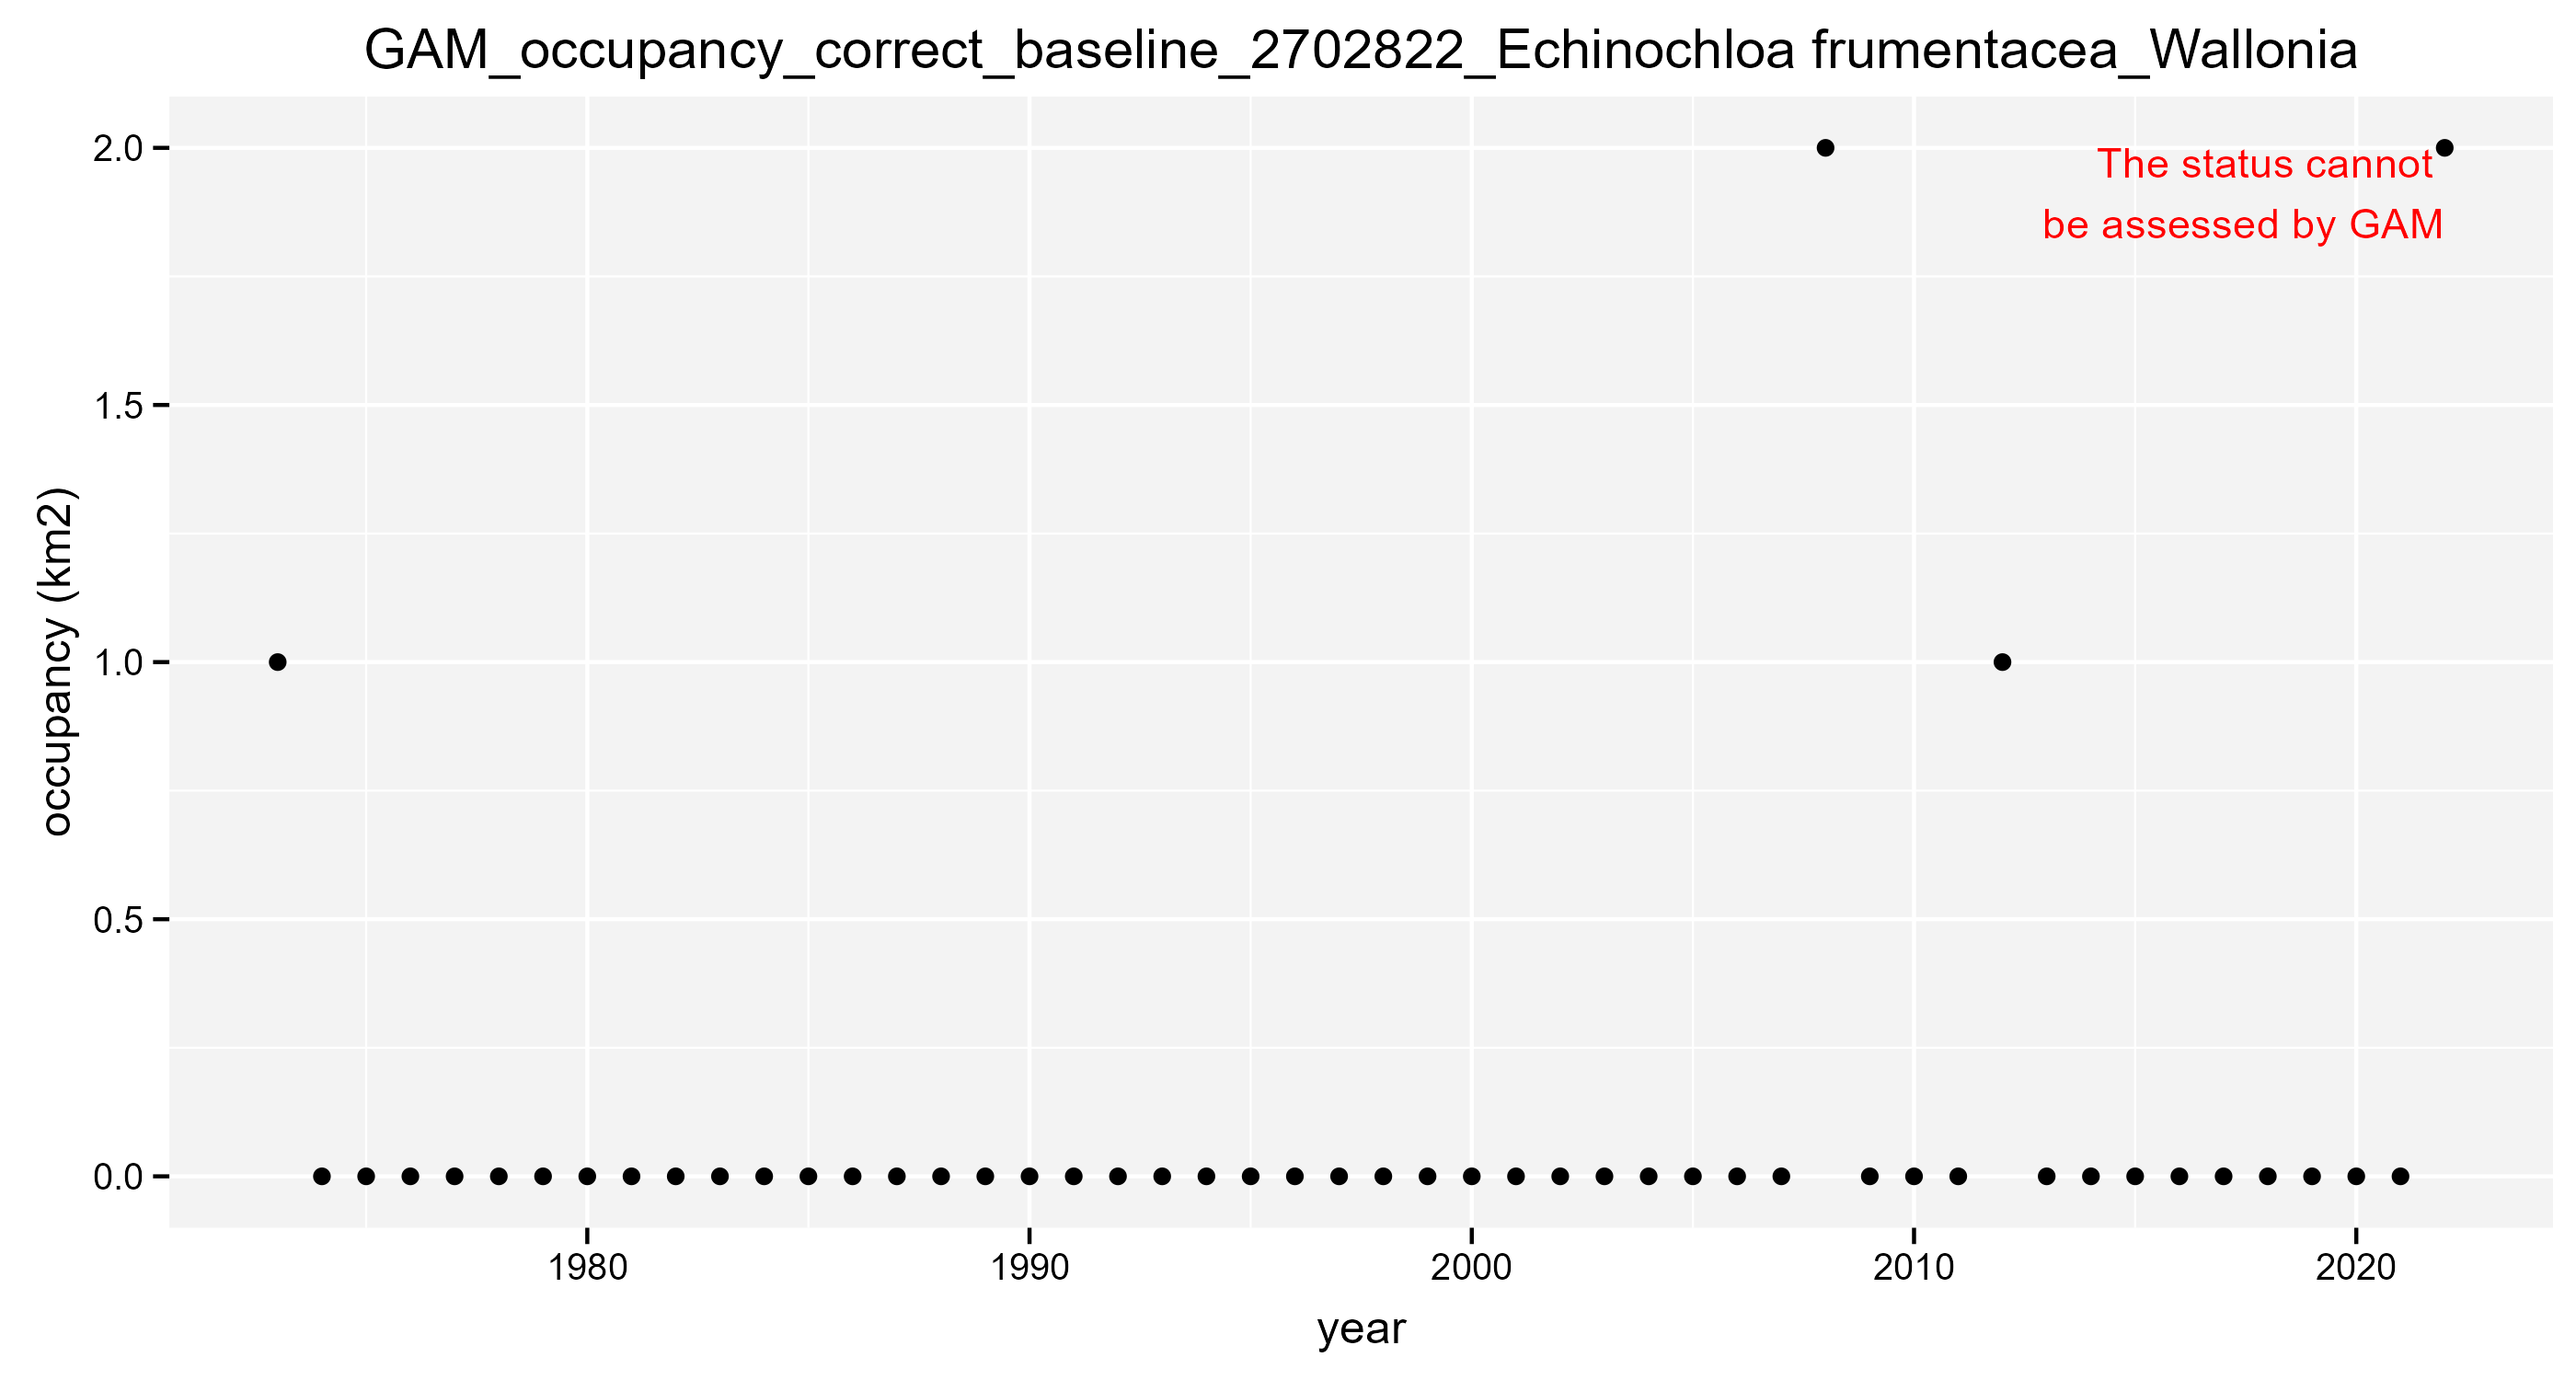 GAM_occupancy_correct_baseline_2702822_Echinochloa frumentacea_Wallonia
2.0
The status cannot
be assessed by GAM
1.5
occupancy (km2)
1.0
0.5
0.0
1980 1990 2000 2010 2020
year